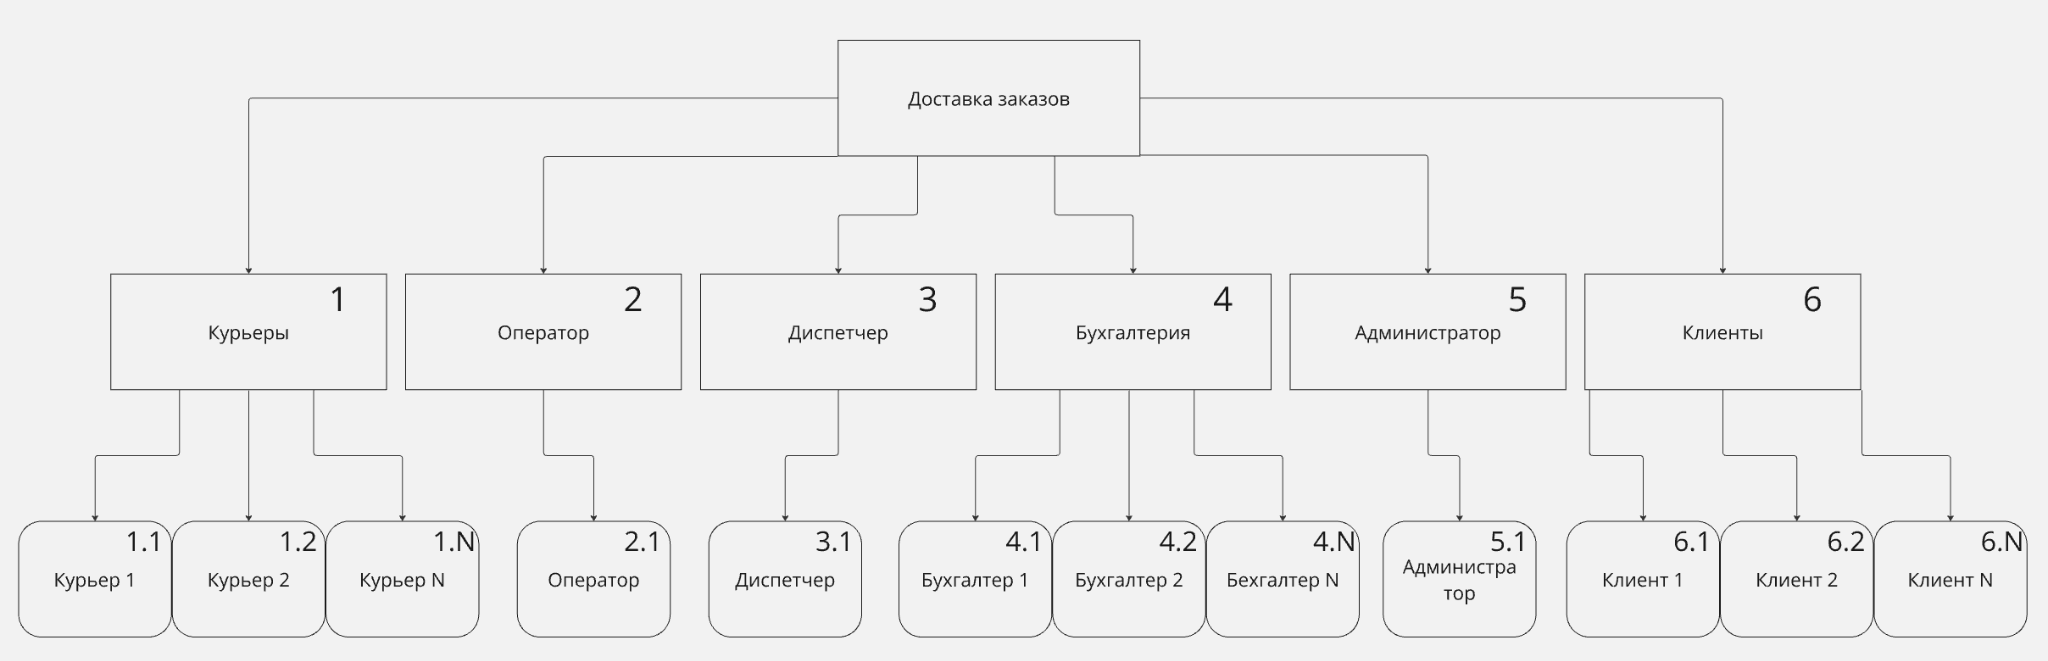 Доставка заказов
1
Курьеры
2
Оператор
3
Диспетчер
4
Бухгалтерия
5
Администратор
6
Клиенты
1.1
Курьер 1
1.2
Курьер 2
1.N
Курьер N
2.1
Оператор
3.1
Диспетчер
4.1
Бухгалтер 1
4.2
Бухгалтер 2
4.N
Бехгалтер N
5.1
Администра
тор
6.1
Клиент 1
6.2
Клиент 2
6.N
Клиент N